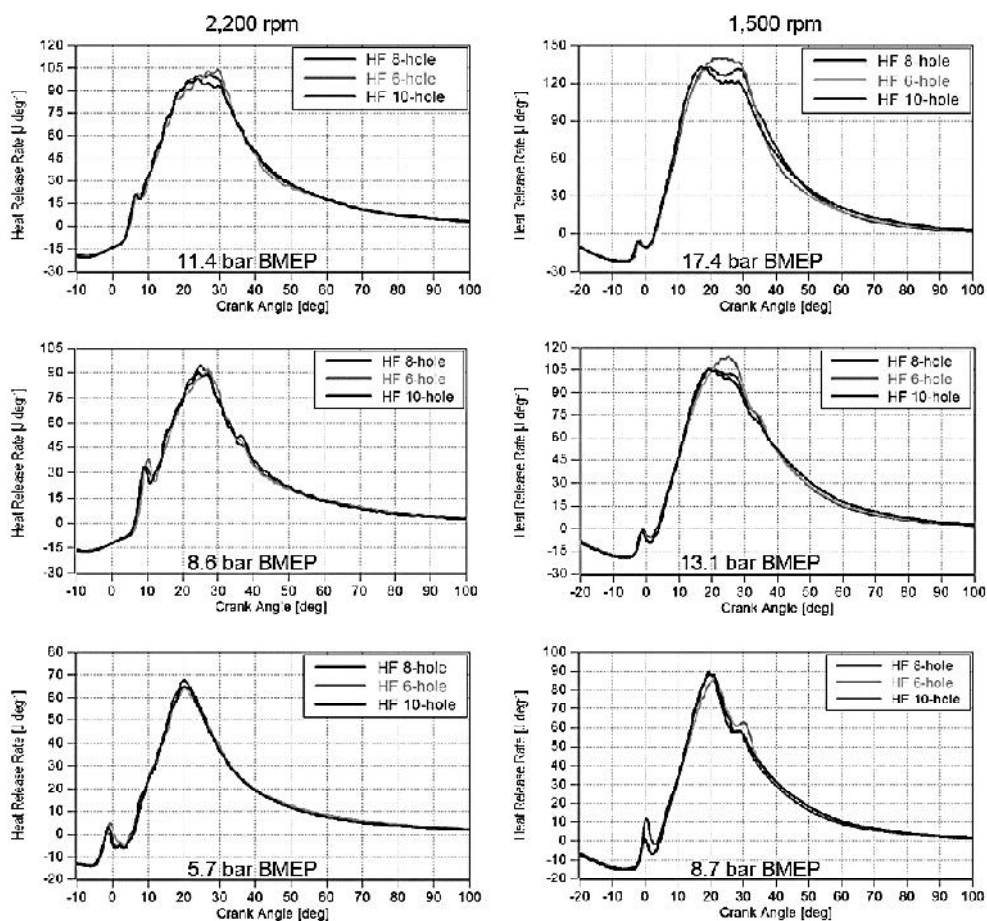 2,200 rpm
1,500 rpm
120
105
90
75
60
45
30
15
0
-15
-30
Heat Release Rate [J deg⁻¹]
HF 8-hole
HF 6-hole
HF 10-hole
11.4 bar BMEP
-10 0 10 20 30 40 50 60 70 80 90 100
Crank Angle [deg]
150
120
90
60
30
0
-30
Heat Release Rate [J deg⁻¹]
HF 8-hole
HF 6-hole
HF 10-hole
17.4 bar BMEP
-20 -10 0 10 20 30 40 50 60 70 80 90 100
Crank Angle [deg]
105
90
75
60
45
30
15
0
-15
-30
Heat Release Rate [J deg⁻¹]
HF 8-hole
HF 6-hole
HF 10-hole
8.6 bar BMEP
-10 0 10 20 30 40 50 60 70 80 90 100
Crank Angle [deg]
120
105
90
75
60
45
30
15
0
-15
-30
Heat Release Rate [J deg⁻¹]
HF 8-hole
HF 6-hole
HF 10-hole
13.1 bar BMEP
-20 -10 0 10 20 30 40 50 60 70 80 90 100
Crank Angle [deg]
80
70
60
50
40
30
20
10
0
-10
-20
Heat Release Rate [J deg⁻¹]
HF 8-hole
HF 6-hole
HF 10-hole
5.7 bar BMEP
-10 0 10 20 30 40 50 60 70 80 90 100
Crank Angle [deg]
100
90
80
70
60
50
40
30
20
10
0
-10
-20
Heat Release Rate [J deg⁻¹]
HF 8-hole
HF 6-hole
HF 10-hole
8.7 bar BMEP
-20 -10 0 10 20 30 40 50 60 70 80 90 100
Crank Angle [deg]